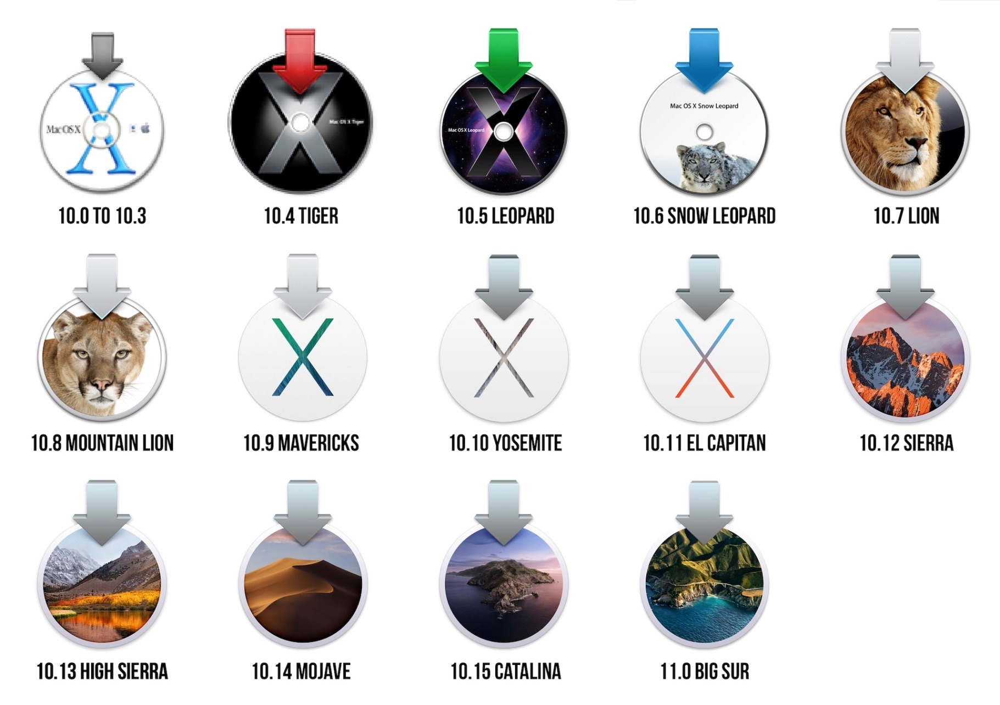 Mac OS X
Mac OS X Tiger
Mac OS X Leopard
Mac OS X Snow Leopard
10.0 TO 10.3
10.4 TIGER
10.5 LEOPARD
10.6 SNOW LEOPARD
10.7 LION
10.8 MOUNTAIN LION
10.9 MAVERICKS
10.10 YOSEMITE
10.11 EL CAPITAN
10.12 SIERRA
10.13 HIGH SIERRA
10.14 MOJAVE
10.15 CATALINA
11.0 BIG SUR